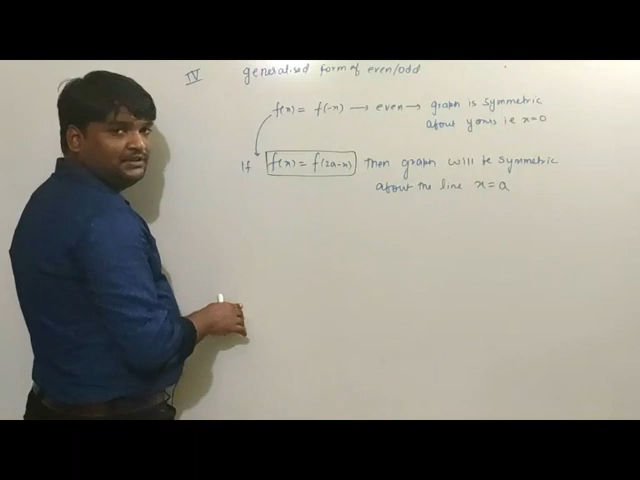 IV generalised form of even/odd
f(x) = f(-x) → even → graph is symmetric
about yaxis i.e x=0
If f(x) = f(2a-x) Then graph will be symmetric
about the line x=a